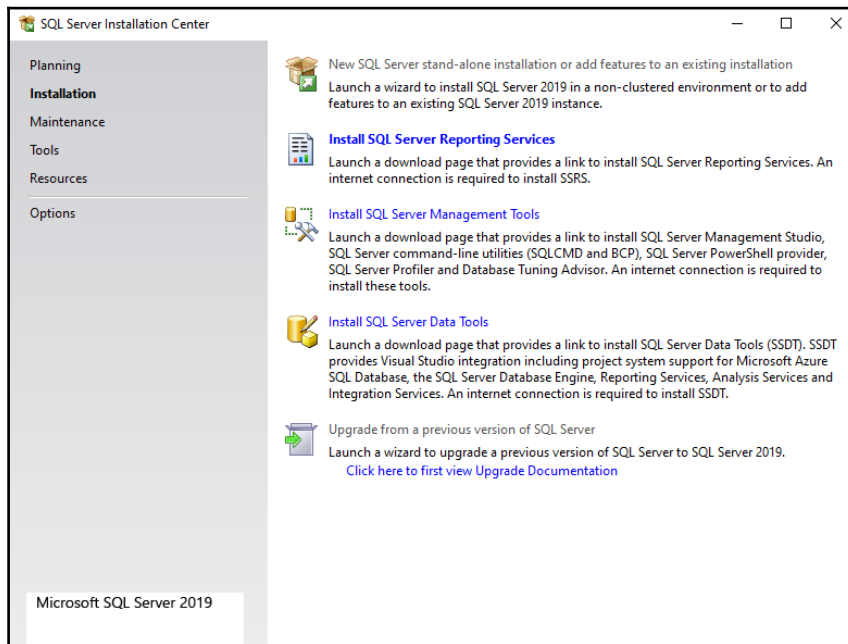 SQL Server Installation Center
Planning
Installation
Maintenance
Tools
Resources
Options
New SQL Server stand-alone installation or add features to an existing installation
Launch a wizard to install SQL Server 2019 in a non-clustered environment or to add
features to an existing SQL Server 2019 instance.
Install SQL Server Reporting Services
Launch a download page that provides a link to install SQL Server Reporting Services. An
internet connection is required to install SSRS.
Install SQL Server Management Tools
Launch a download page that provides a link to install SQL Server Management Studio,
SQL Server command-line utilities (SQLCMD and BCP), SQL Server PowerShell provider,
SQL Server Profiler and Database Tuning Advisor. An internet connection is required to
install these tools.
Install SQL Server Data Tools
Launch a download page that provides a link to install SQL Server Data Tools (SSDT). SSDT
provides Visual Studio integration including project system support for Microsoft Azure
SQL Database, the SQL Server Database Engine, Reporting Services, Analysis Services and
Integration Services. An internet connection is required to install SSDT.
Upgrade from a previous version of SQL Server
Launch a wizard to upgrade a previous version of SQL Server to SQL Server 2019.
Click here to first view Upgrade Documentation
Microsoft SQL Server 2019